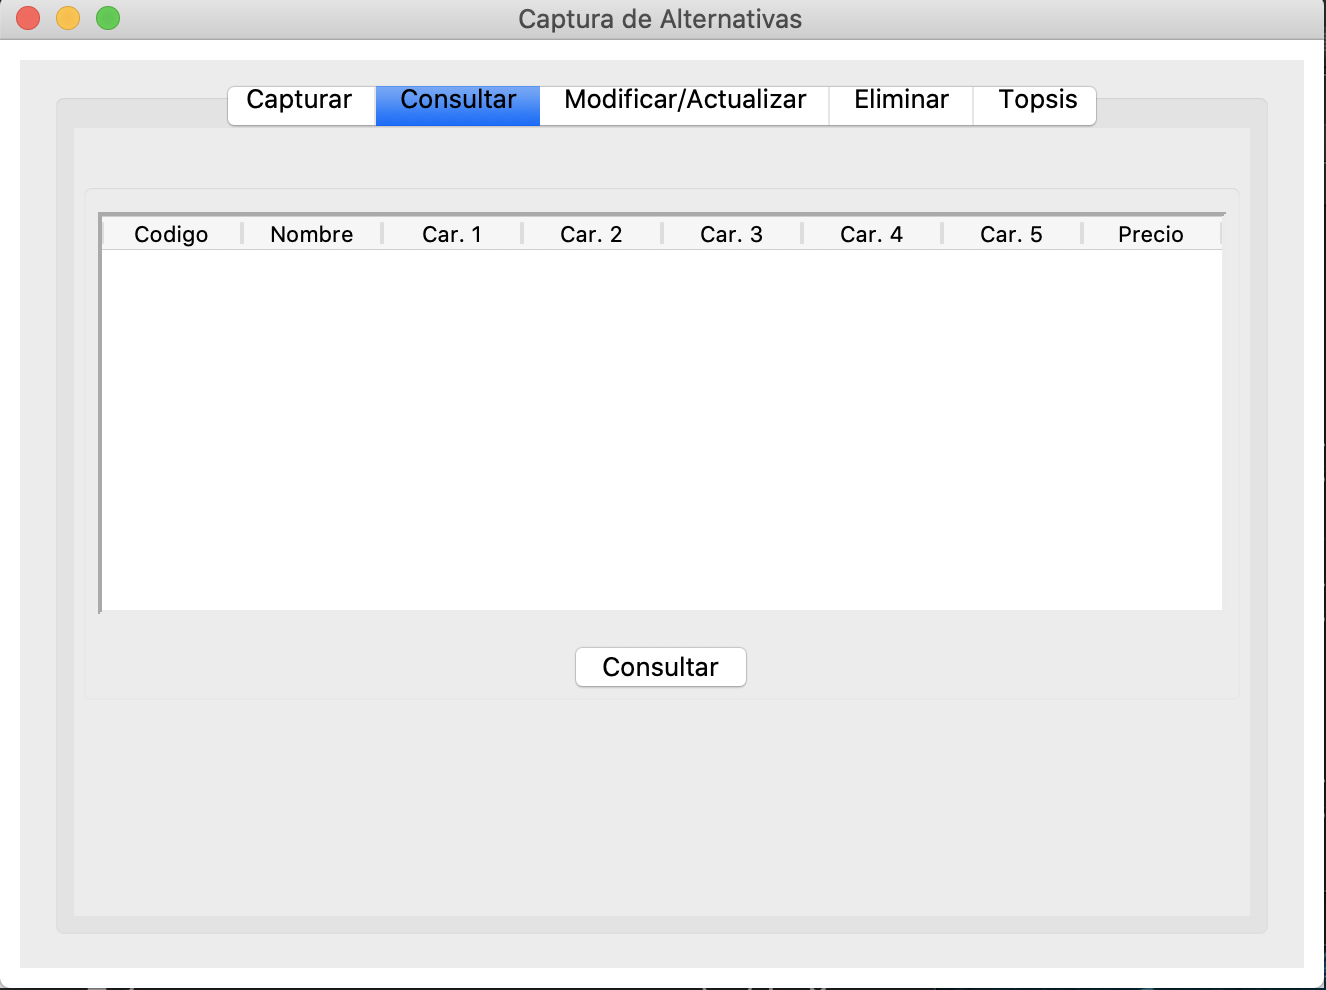 Captura de Alternativas
Capturar Consultar Modificar/Actualizar Eliminar Topsis
Codigo Nombre Car. 1 Car. 2 Car. 3 Car. 4 Car. 5 Precio
Consultar